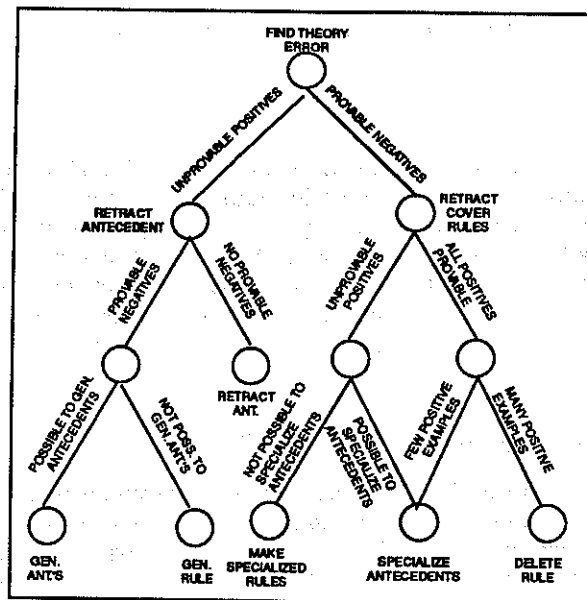 FIND THEORY
ERROR
UNPROVABLE POSITIVES
PROVABLE NEGATIVES
RETRACT
ANTECEDENT
RETRACT
COVER
RULES
PROVABLE
NEGATIVES
NO PROVABLE
NEGATIVES
UNPROVABLE
POSITIVES
ALL POSITIVES
PROVABLE
RETRACT
ANT.
POSSIBLE TO GEN.
ANTECEDENTS
NOT POSS. TO
GEN. ANT'S
NOT POSSIBLE TO
SPECIALIZE
ANTECEDENTS
POSSIBLE TO
SPECIALIZE
ANTECEDENTS
FEW POSITIVE
EXAMPLES
MANY POSITIVE
EXAMPLES
GEN.
ANT'S
GEN.
RULE
MAKE
SPECIALIZED
RULES
SPECIALIZE
ANTECEDENTS
DELETE
RULE